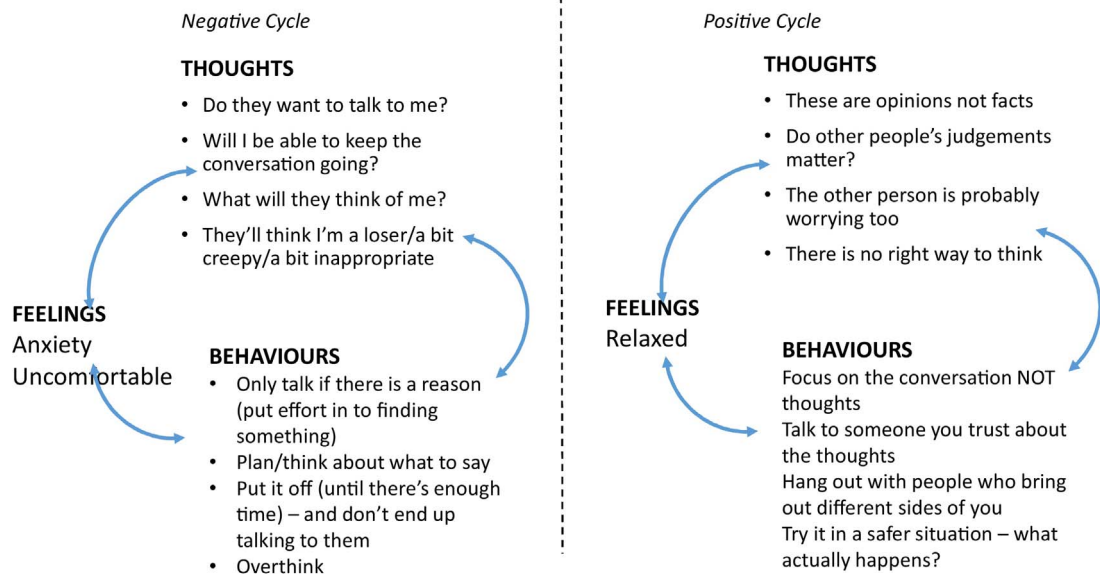 Negative Cycle
THOUGHTS
• Do they want to talk to me?
• Will I be able to keep the
conversation going?
• What will they think of me?
• They'll think I'm a loser/a bit
creepy/a bit inappropriate
FEELINGS
Anxiety
Uncomfortable
BEHAVIOURS
• Only talk if there is a reason
(put effort in to finding
something)
• Plan/think about what to say
• Put it off (until there's enough
time) – and don't end up
talking to them
• Overthink
Positive Cycle
THOUGHTS
• These are opinions not facts
• Do other people's judgements
matter?
• The other person is probably
worrying too
• There is no right way to think
FEELINGS
Relaxed
BEHAVIOURS
Focus on the conversation NOT
thoughts
Talk to someone you trust about
the thoughts
Hang out with people who bring
out different sides of you
Try it in a safer situation – what
actually happens?